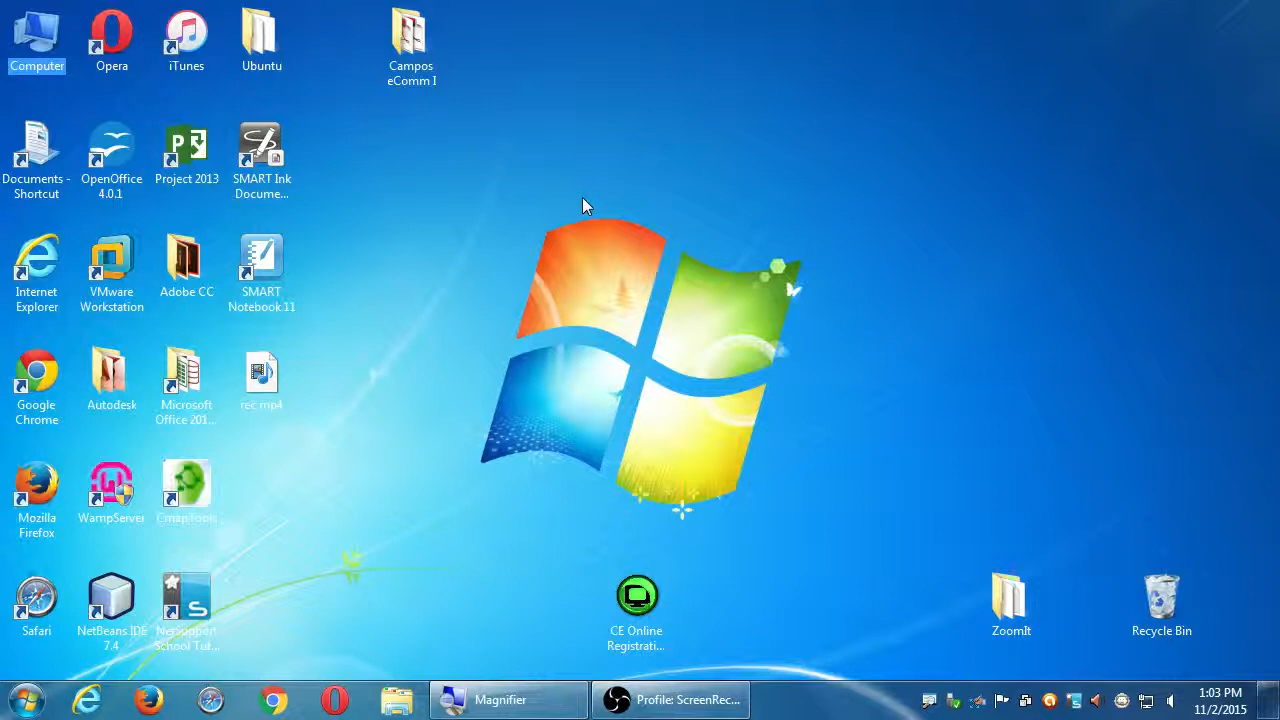 Computer
Opera
iTunes
Ubuntu
Campos
eComm I
Documents -
Shortcut
OpenOffice
4.0.1
Project 2013
SMART Ink
Docume...
Internet
Explorer
VMware
Workstation
Adobe CC
SMART
Notebook 11
Google
Chrome
Autodesk
Microsoft
Office 201...
rec mp4
Mozilla
Firefox
WampServer
CmapTools
Safari
NetBeans IDE
7.4
NetSupport
School Tut...
CE Online
Registrati...
ZoomIt
Recycle Bin
Magnifier
Profile: ScreenRec...
1:03 PM
11/2/2015